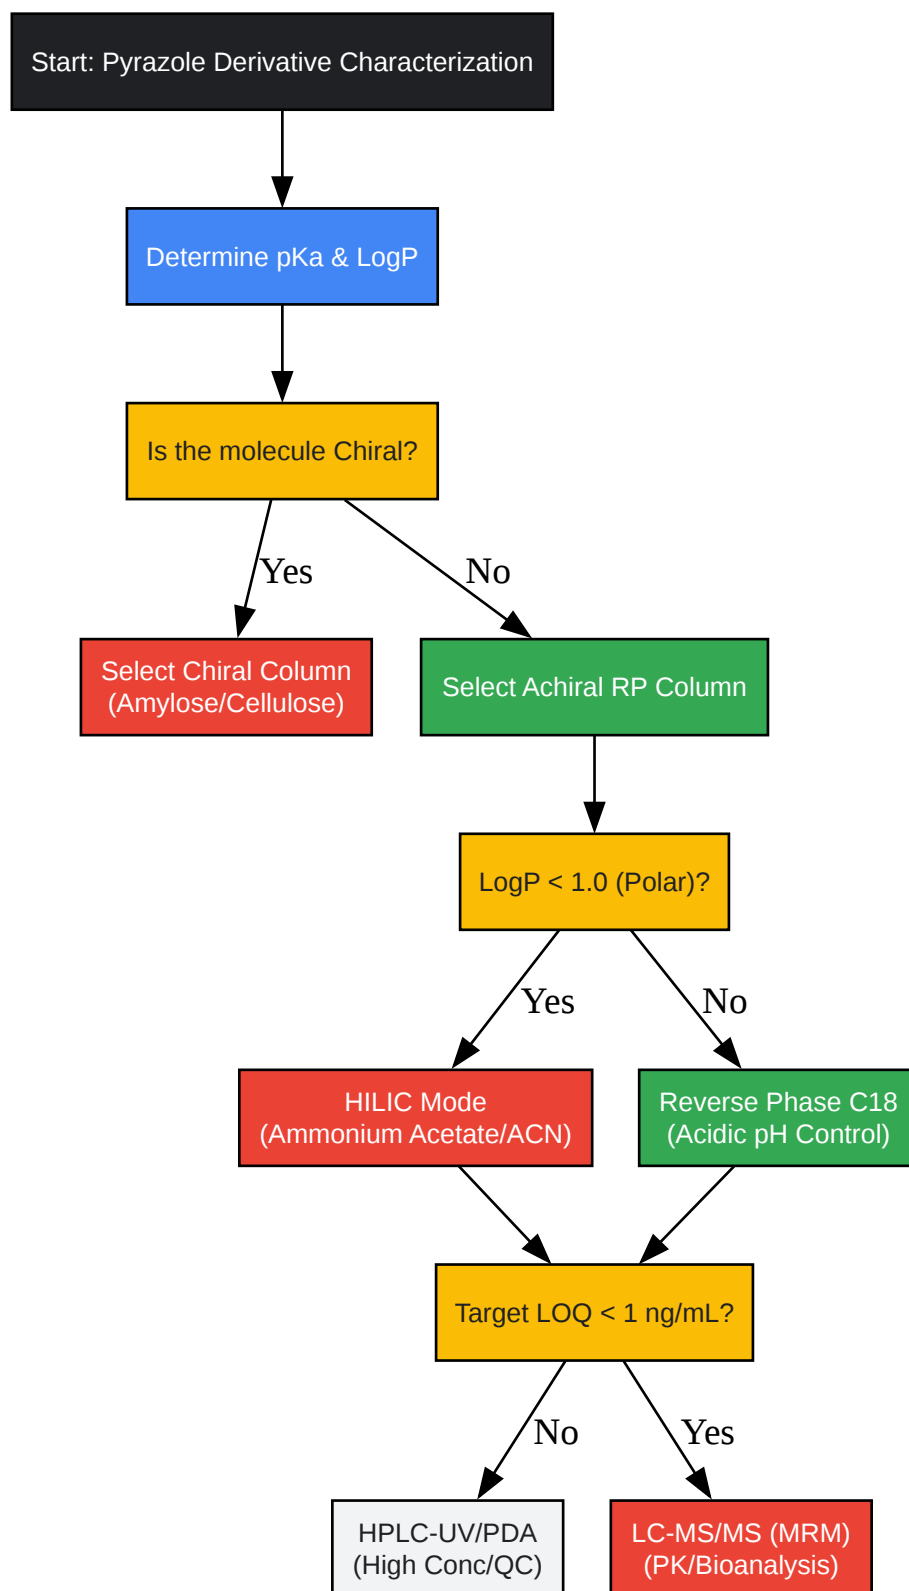 Start: Pyrazole Derivative Characterization
Determine pKa & LogP
Is the molecule Chiral?
Yes
No
Select Chiral Column
(Amylose/Cellulose)
Select Achiral RP Column
LogP < 1.0 (Polar)?
Yes
No
HILIC Mode
(Ammonium Acetate/ACN)
Reverse Phase C18
(Acidic pH Control)
Target LOQ < 1 ng/mL?
No
Yes
HPLC-UV/PDA
(High Conc/QC)
LC-MS/MS (MRM)
(PK/Bioanalysis)